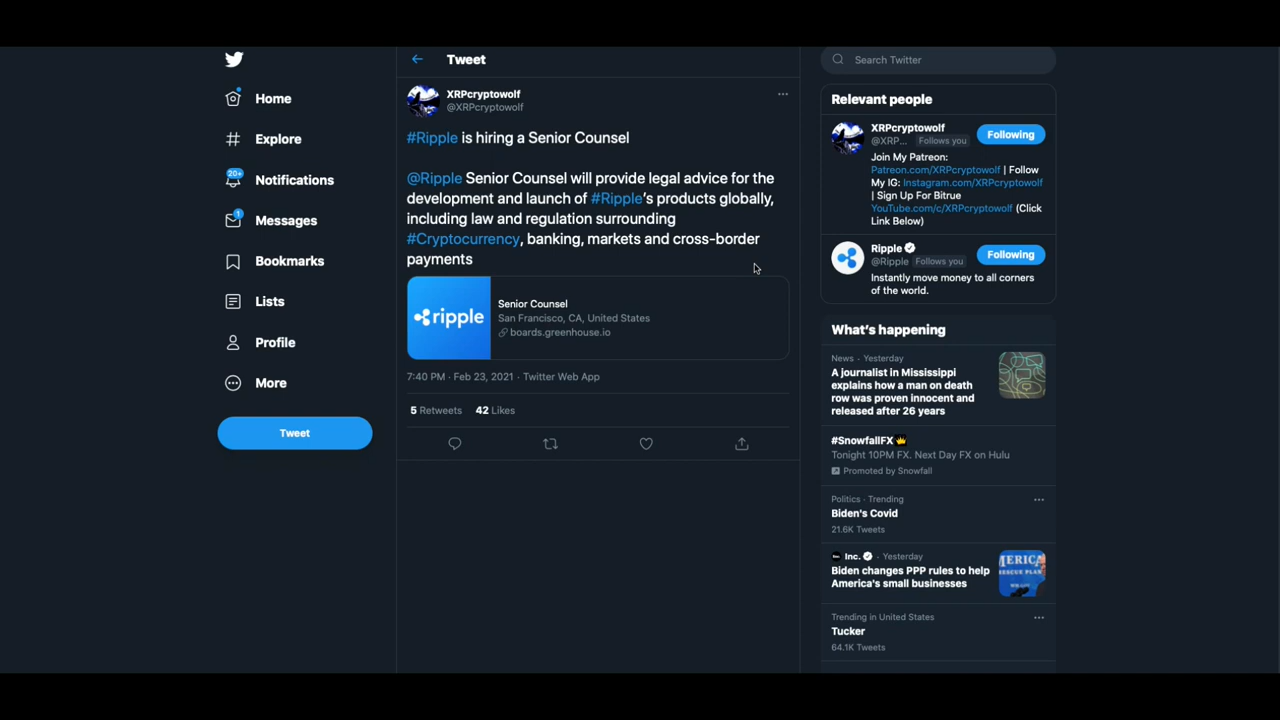 Home
Explore
20+
Notifications
1
Messages
Bookmarks
Lists
Profile
More
Tweet
Tweet
XRPcryptowolf
@XRPcryptowolf
#Ripple is hiring a Senior Counsel
@Ripple Senior Counsel will provide legal advice for the
development and launch of #Ripple's products globally,
including law and regulation surrounding
#Cryptocurrency, banking, markets and cross-border
payments
ripple
Senior Counsel
San Francisco, CA, United States
boards.greenhouse.io
7:40 PM · Feb 23, 2021 · Twitter Web App
5 Retweets 42 Likes
Search Twitter
Relevant people
XRPcryptowolf
@XRP... Follows you
Following
Join My Patreon:
Patreon.com/XRPcryptowolf | Follow
My IG: Instagram.com/XRPcryptowolf
| Sign Up For Bitrue
YouTube.com/c/XRPcryptowolf (Click
Link Below)
Ripple
@Ripple Follows you
Following
Instantly move money to all corners
of the world.
What's happening
News · Yesterday
A journalist in Mississippi
explains how a man on death
row was proven innocent and
released after 26 years
#SnowfallFX
Tonight 10PM FX. Next Day FX on Hulu
Promoted by Snowfall
Politics · Trending
Biden's Covid
21.6K Tweets
Inc. · Yesterday
Biden changes PPP rules to help
America's small businesses
Trending in United States
Tucker
64.1K Tweets